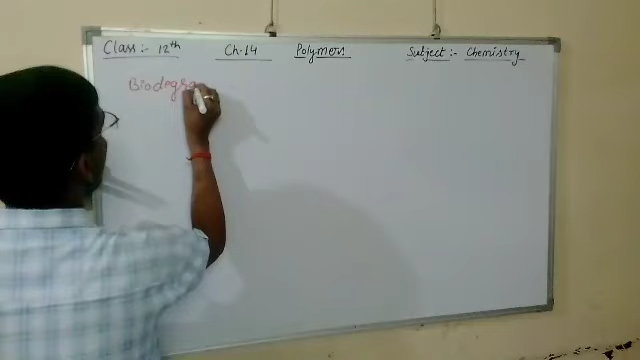 Class :- 12th Ch-14 Polymers Subject :- Chemistry
Biodegra